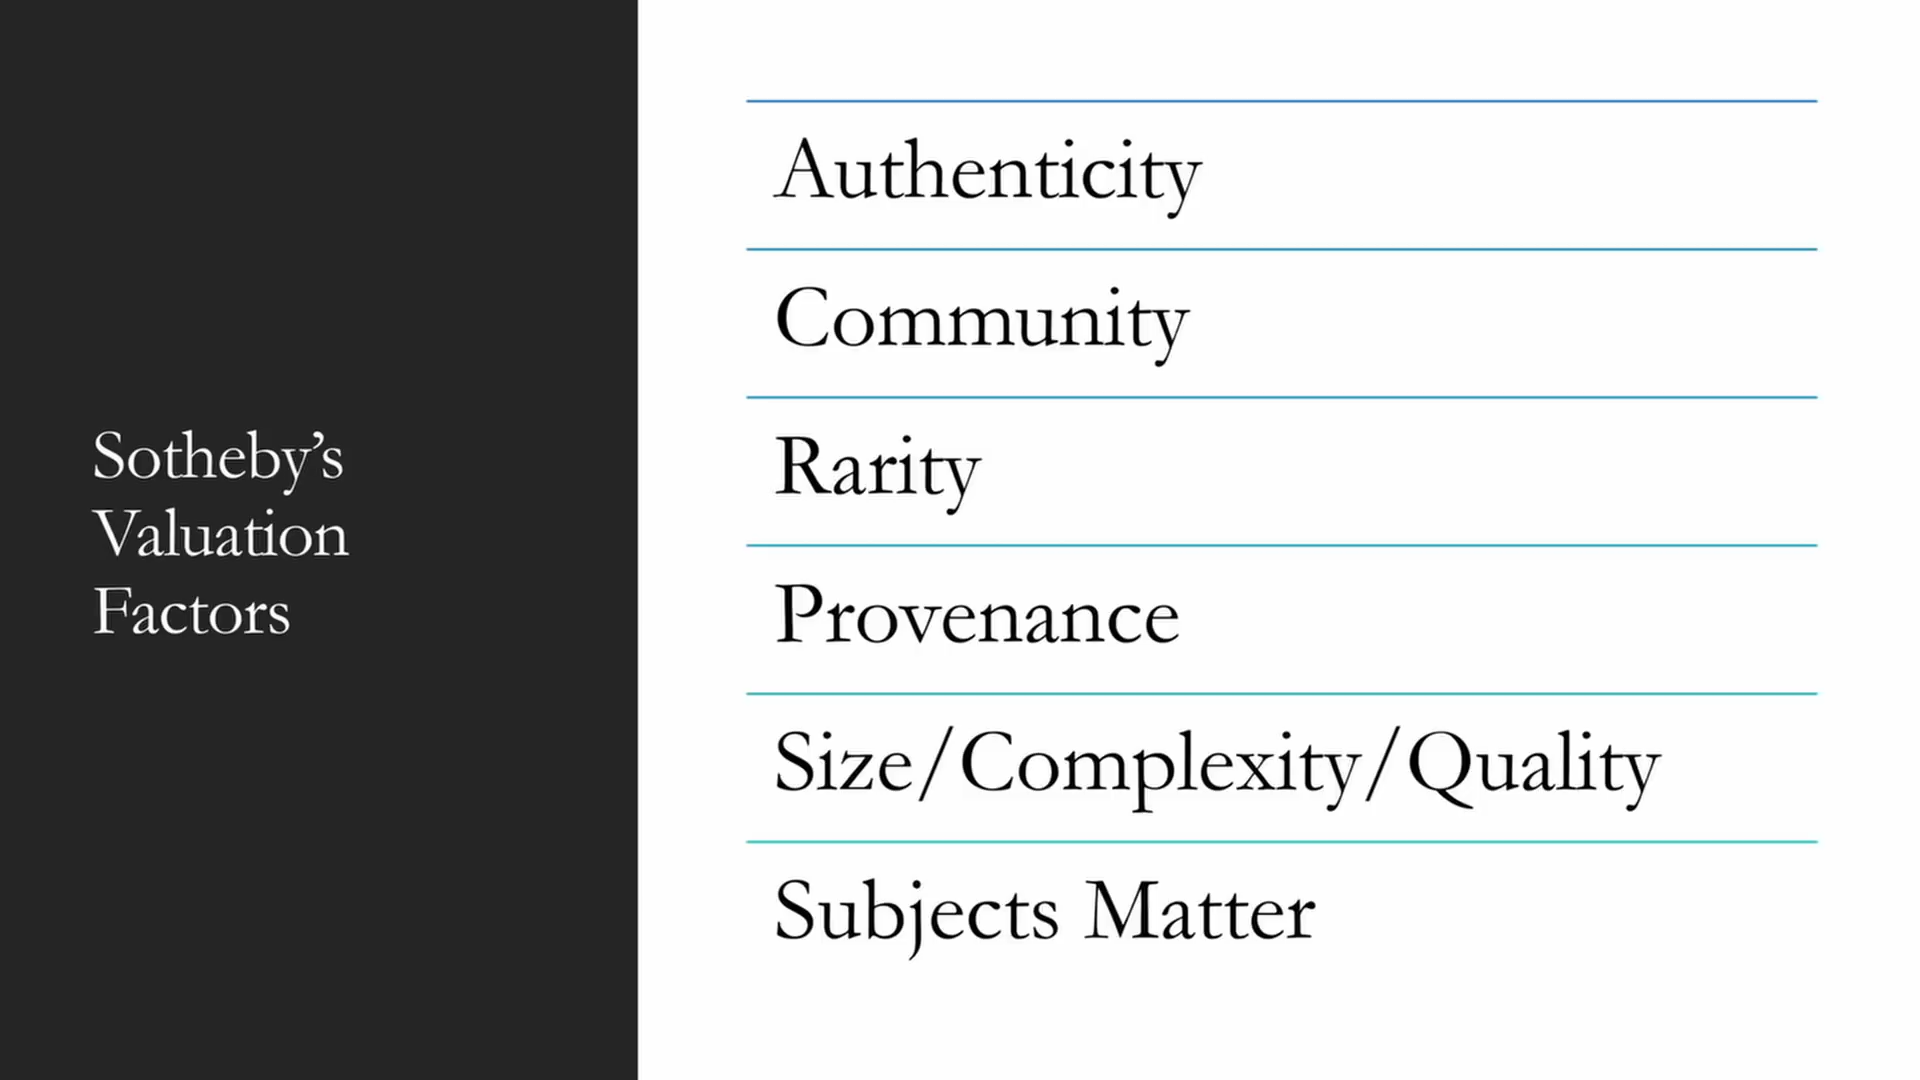 Sotheby’s
Valuation
Factors
Authenticity
Community
Rarity
Provenance
Size/Complexity/Quality
Subjects Matter